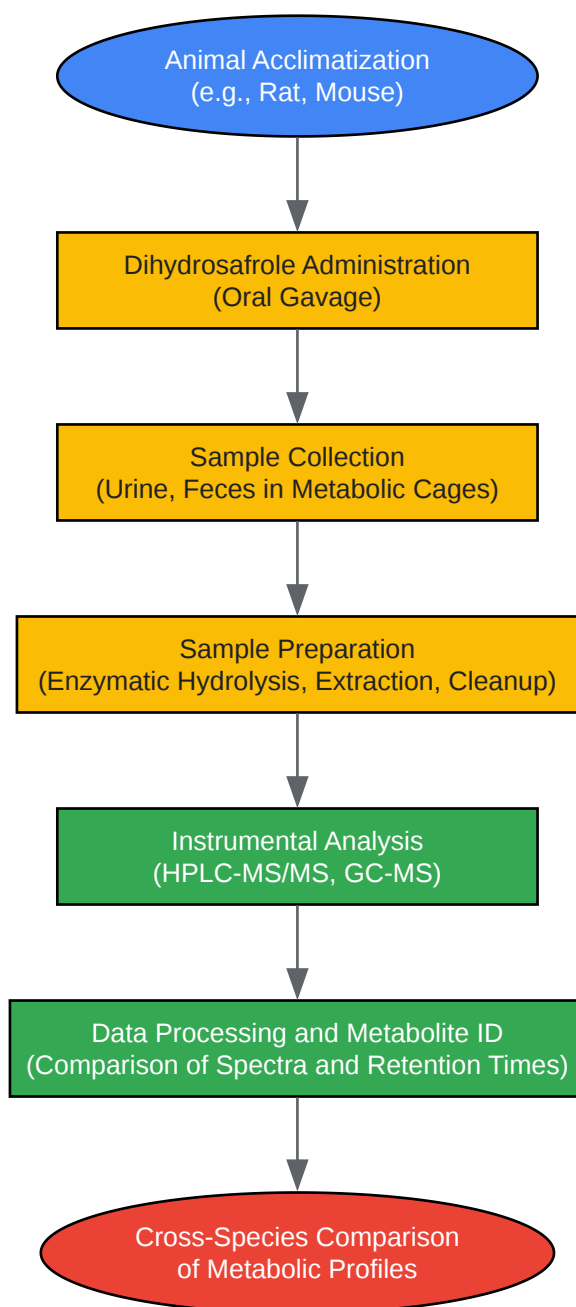 Animal Acclimatization
(e.g., Rat, Mouse)
Dihydrosafrole Administration
(Oral Gavage)
Sample Collection
(Urine, Feces in Metabolic Cages)
Sample Preparation
(Enzymatic Hydrolysis, Extraction, Cleanup)
Instrumental Analysis
(HPLC-MS/MS, GC-MS)
Data Processing and Metabolite ID
(Comparison of Spectra and Retention Times)
Cross-Species Comparison
of Metabolic Profiles